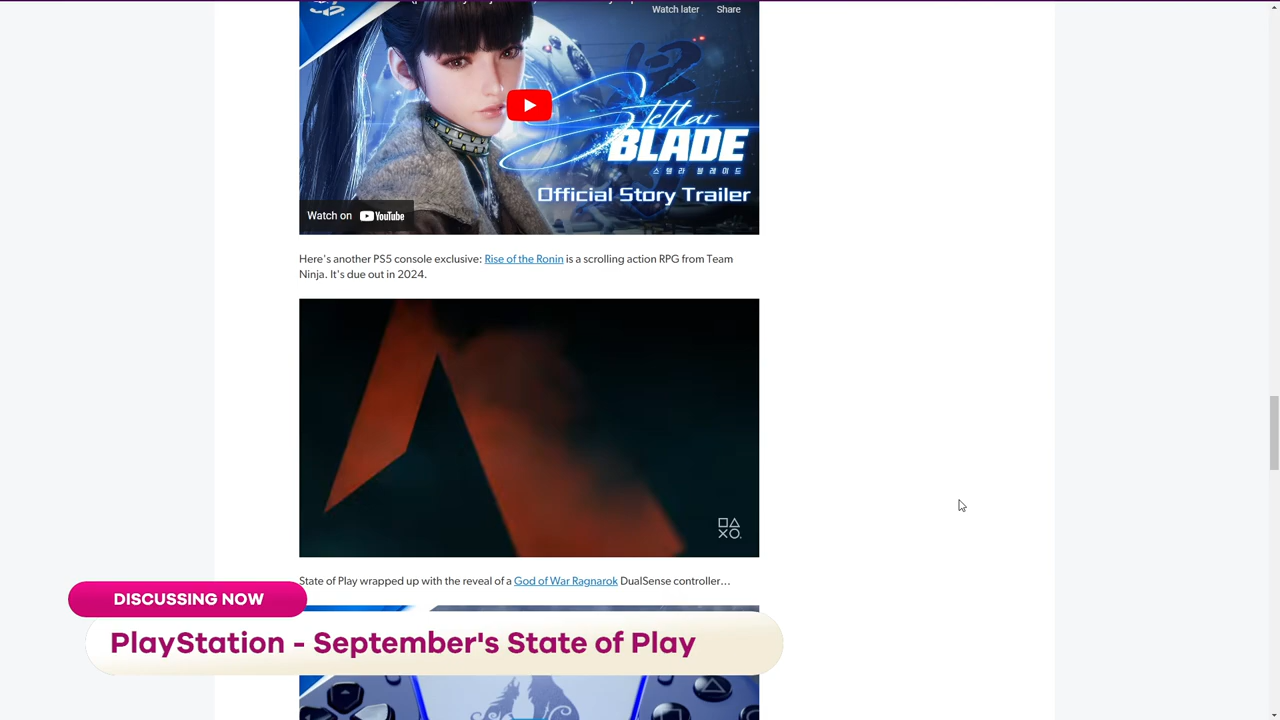 Watch later Share
Stellar
BLADE
스텔라 블레이드
Official Story Trailer
Watch on YouTube
Here's another PS5 console exclusive: Rise of the Ronin is a scrolling action RPG from Team
Ninja. It's due out in 2024.
State of Play wrapped up with the reveal of a God of War Ragnarok DualSense controller...
DISCUSSING NOW
PlayStation - September's State of Play